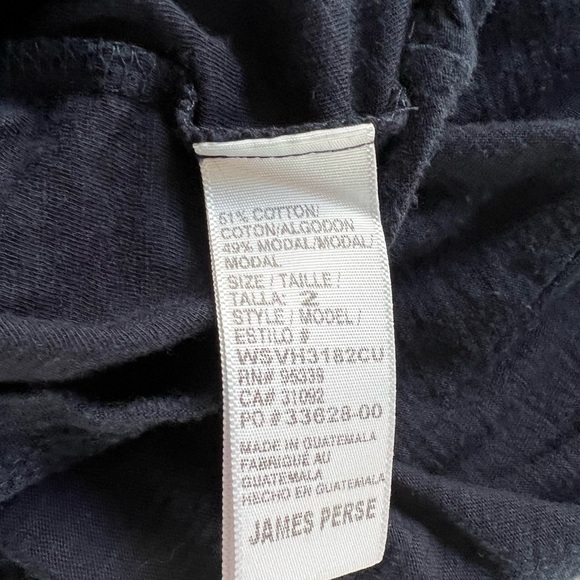 51% COTTON/
COTON/ALGODON
49% MODAL/MODAL/
MODAL
SIZE / TAILLE /
TALLA: 2
STYLE / MODEL /
ESTILO #
WSVH3182CU
RN# 95339
CA# 31092
PO # 33628-00
MADE IN GUATEMALA
FABRIQUÉ AU
GUATEMALA
HECHO EN GUATEMALA
JAMES PERSE